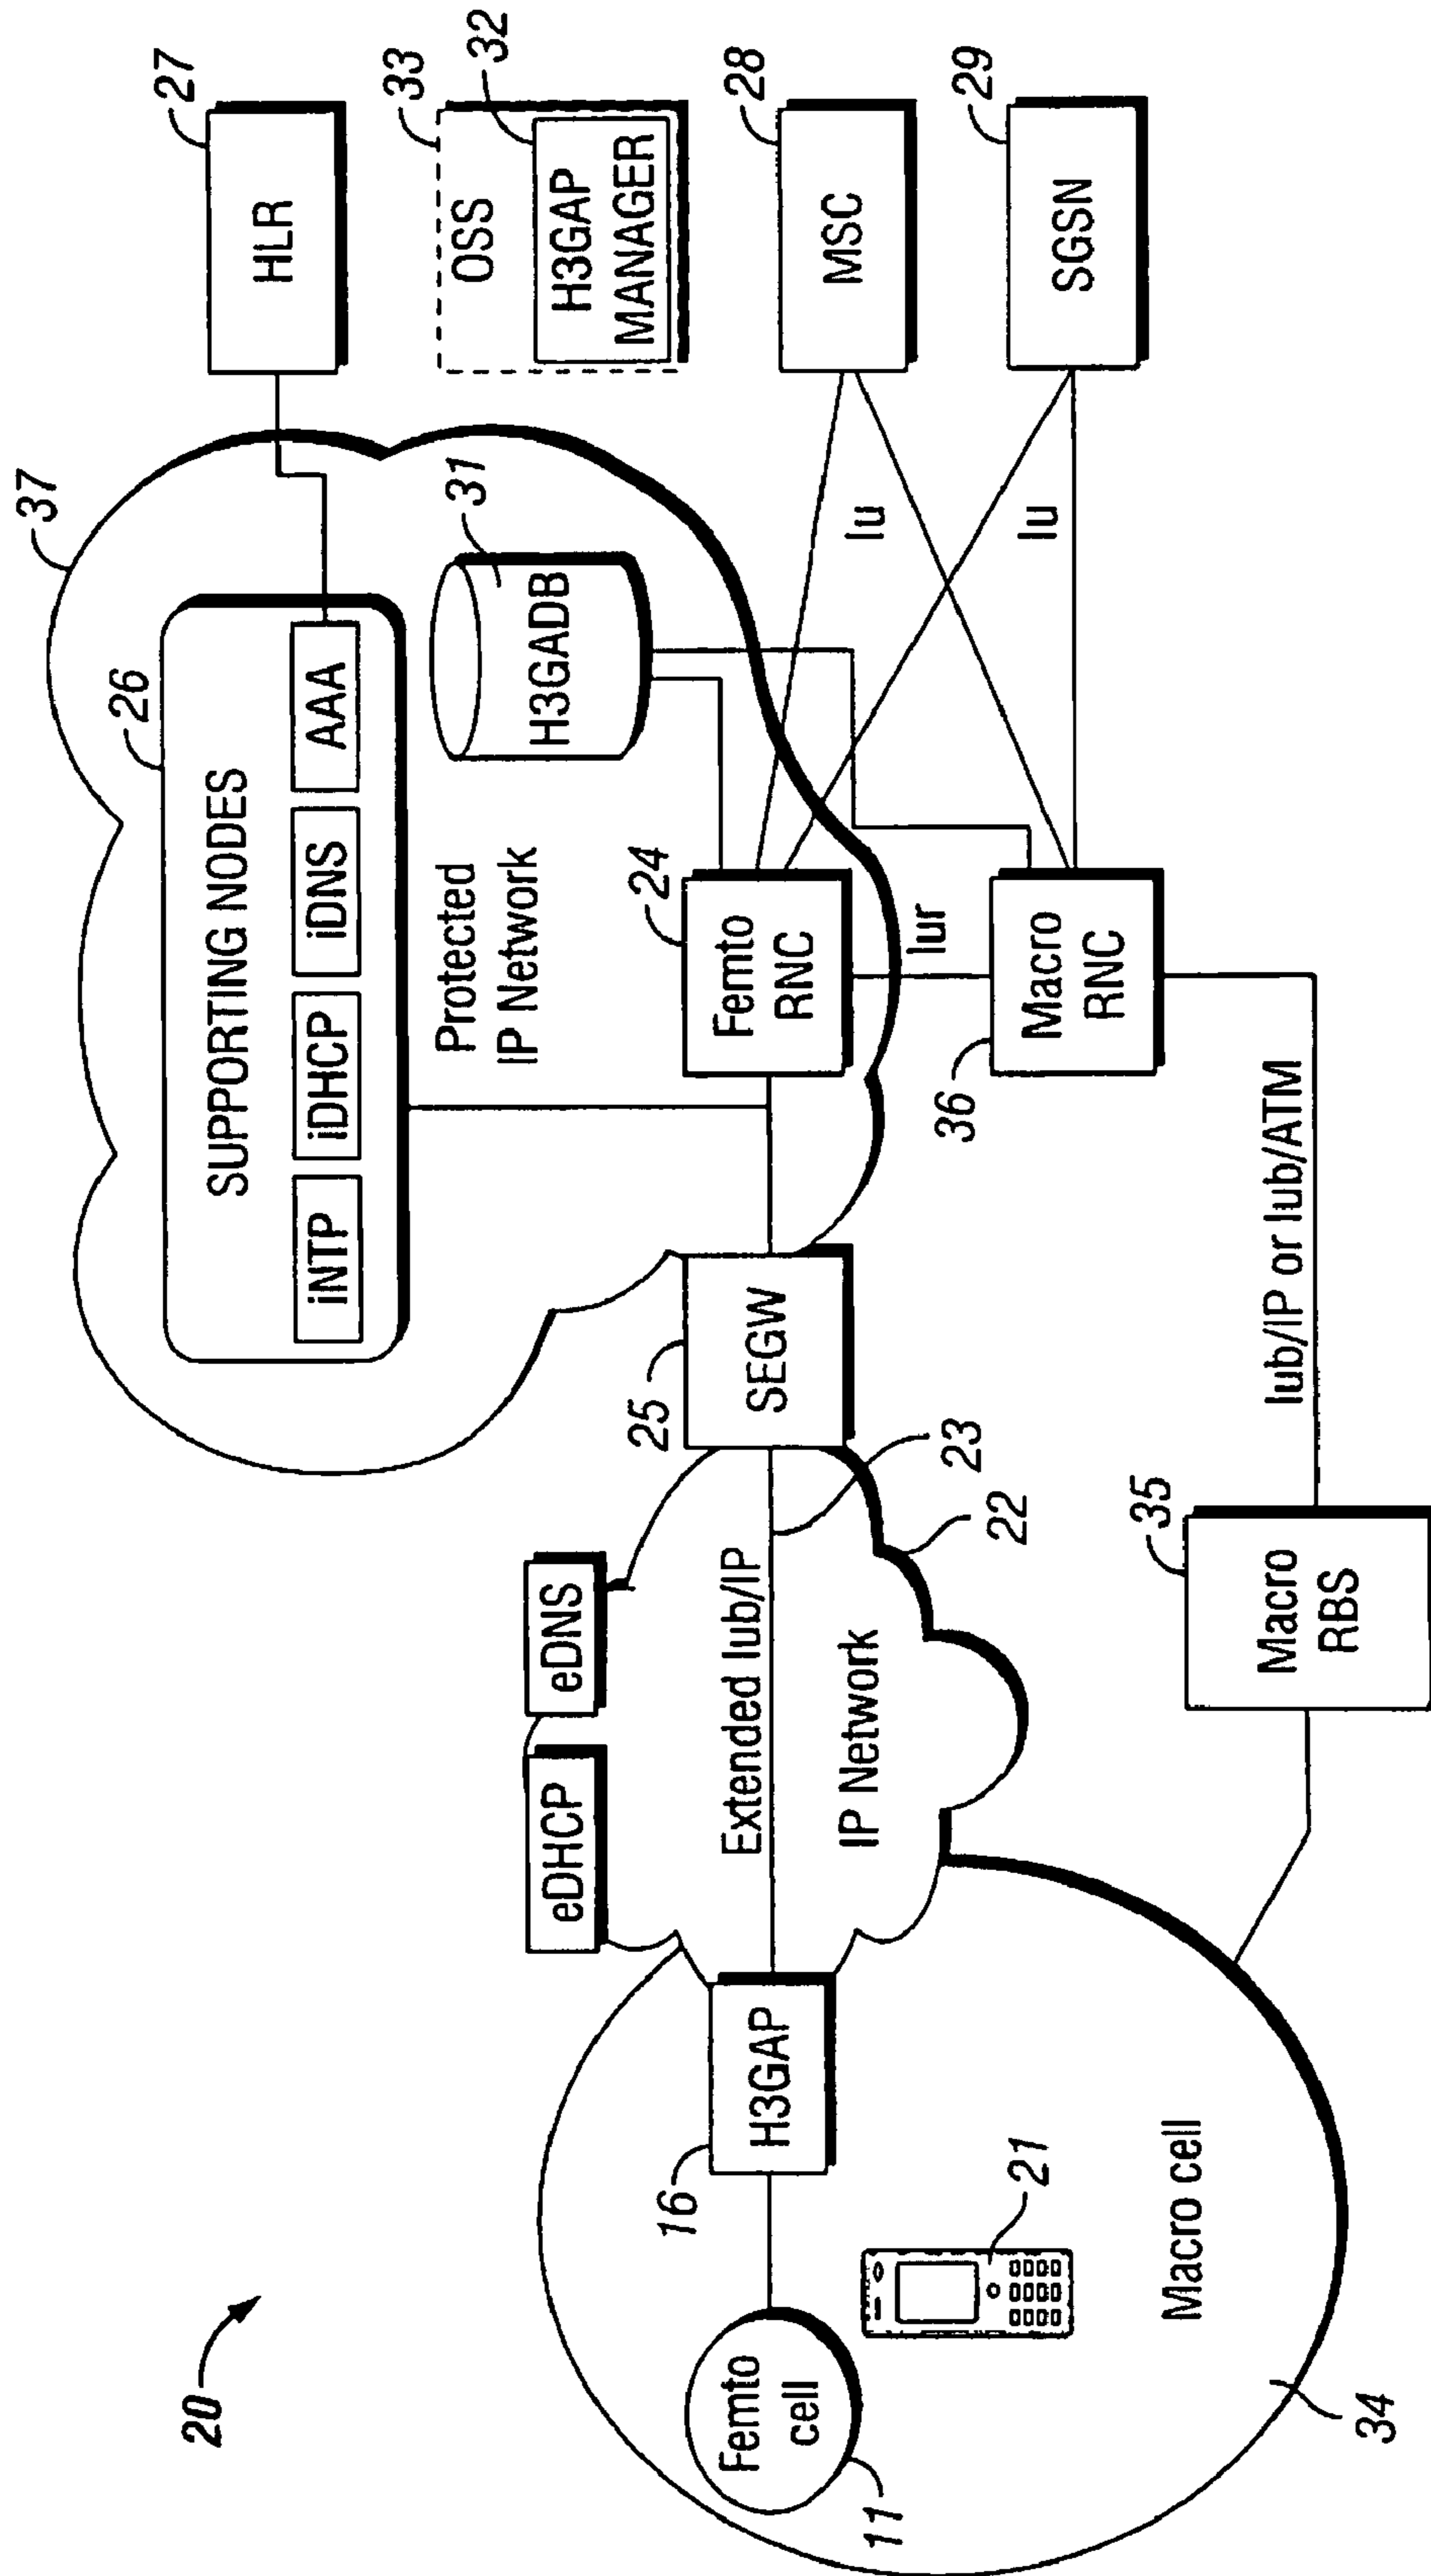 20
37
26
SUPPORTING NODES
iNTP
iDHCP
iDNS
AAA
27
HLR
33
32
OSS
H3GAP
MANAGER
31
H3GADB
Protected
IP Network
28
MSC
29
SGSN
Iu
Iu
eDHCP
eDNS
16
H3GAP
Extended Iub/IP
IP Network
25
SEGW
23
22
24
Femto
RNC
Iur
36
Macro
RNC
Femto
cell
11
21
Macro cell
34
35
Macro
RBS
Iub/IP or Iub/ATM